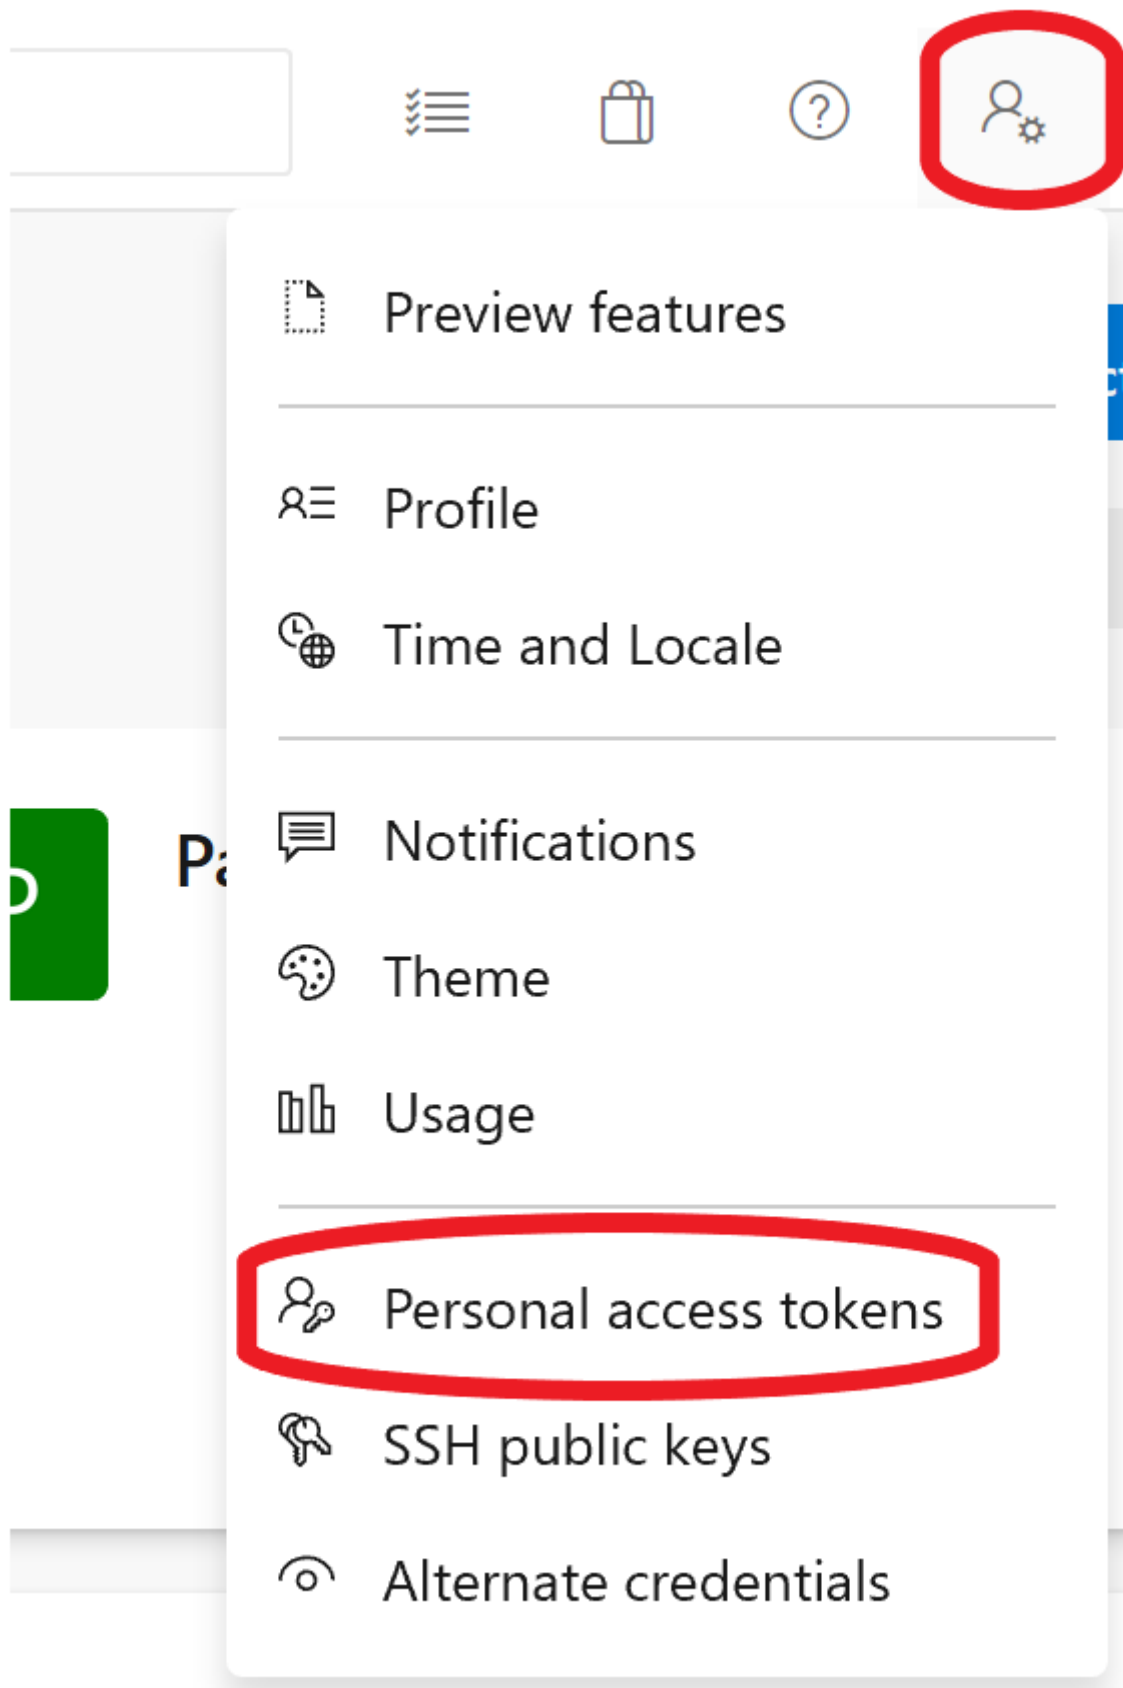 Preview features
Profile
Time and Locale
Notifications
Theme
Usage
Personal access tokens
SSH public keys
Alternate credentials